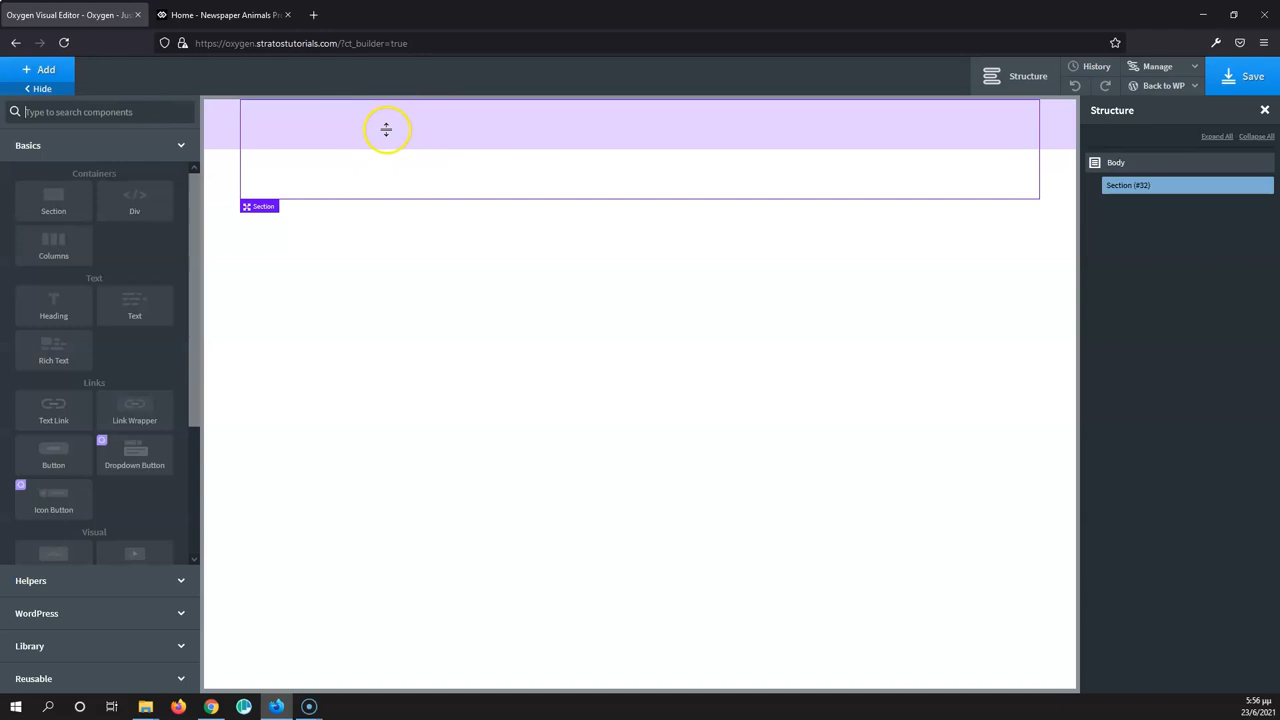 Oxygen Visual Editor - Oxygen - Jus
Home - Newspaper Animals Pr
https://oxygen.stratostutorials.com/?ct_builder=true
+ Add
Hide
Structure
History
Manage
Back to WP
Save
Type to search components
Basics
Containers
Section
Div
Columns
Text
Heading
Text
Rich Text
Links
Text Link
Link Wrapper
Button
Dropdown Button
Icon Button
Visual
Helpers
WordPress
Library
Reusable
Section
Structure
Expand All
Collapse All
Body
Section (#32)
5:56 μμ
23/6/2021